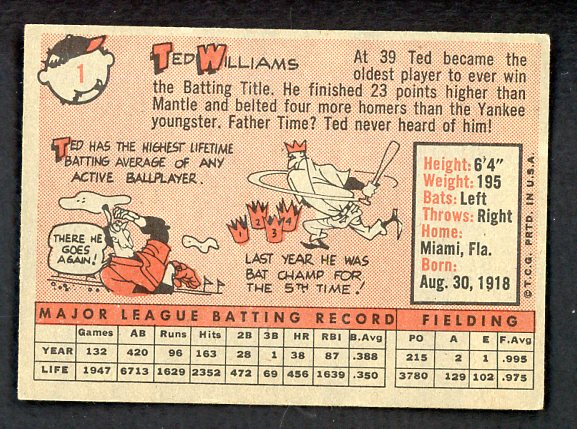 1
TED WILLIAMS
At 39 Ted became the
oldest player to ever win
the Batting Title. He finished 23 points higher than
Mantle and belted four more homers than the Yankee
youngster. Father Time? Ted never heard of him!
TED HAS THE HIGHEST LIFETIME
BATTING AVERAGE OF ANY
ACTIVE BALLPLAYER.
THERE HE
GOES
AGAIN!
1 2 3 4
LAST YEAR HE WAS
BAT CHAMP FOR
THE 5TH TIME!
Height: 6'4"
Weight: 195
Bats: Left
Throws: Right
Home:
Miami, Fla.
Born:
Aug. 30, 1918
© T.C.G. PRTD. IN U.S.A.
MAJOR LEAGUE BATTING RECORD FIELDING
Games AB Runs Hits 2B 3B HR RBI B.Avg PO A E F.Avg
YEAR 132 420 96 163 28 1 38 87 .388 215 2 1 .995
LIFE 1947 6713 1629 2352 472 69 456 1639 .350 3780 129 102 .975